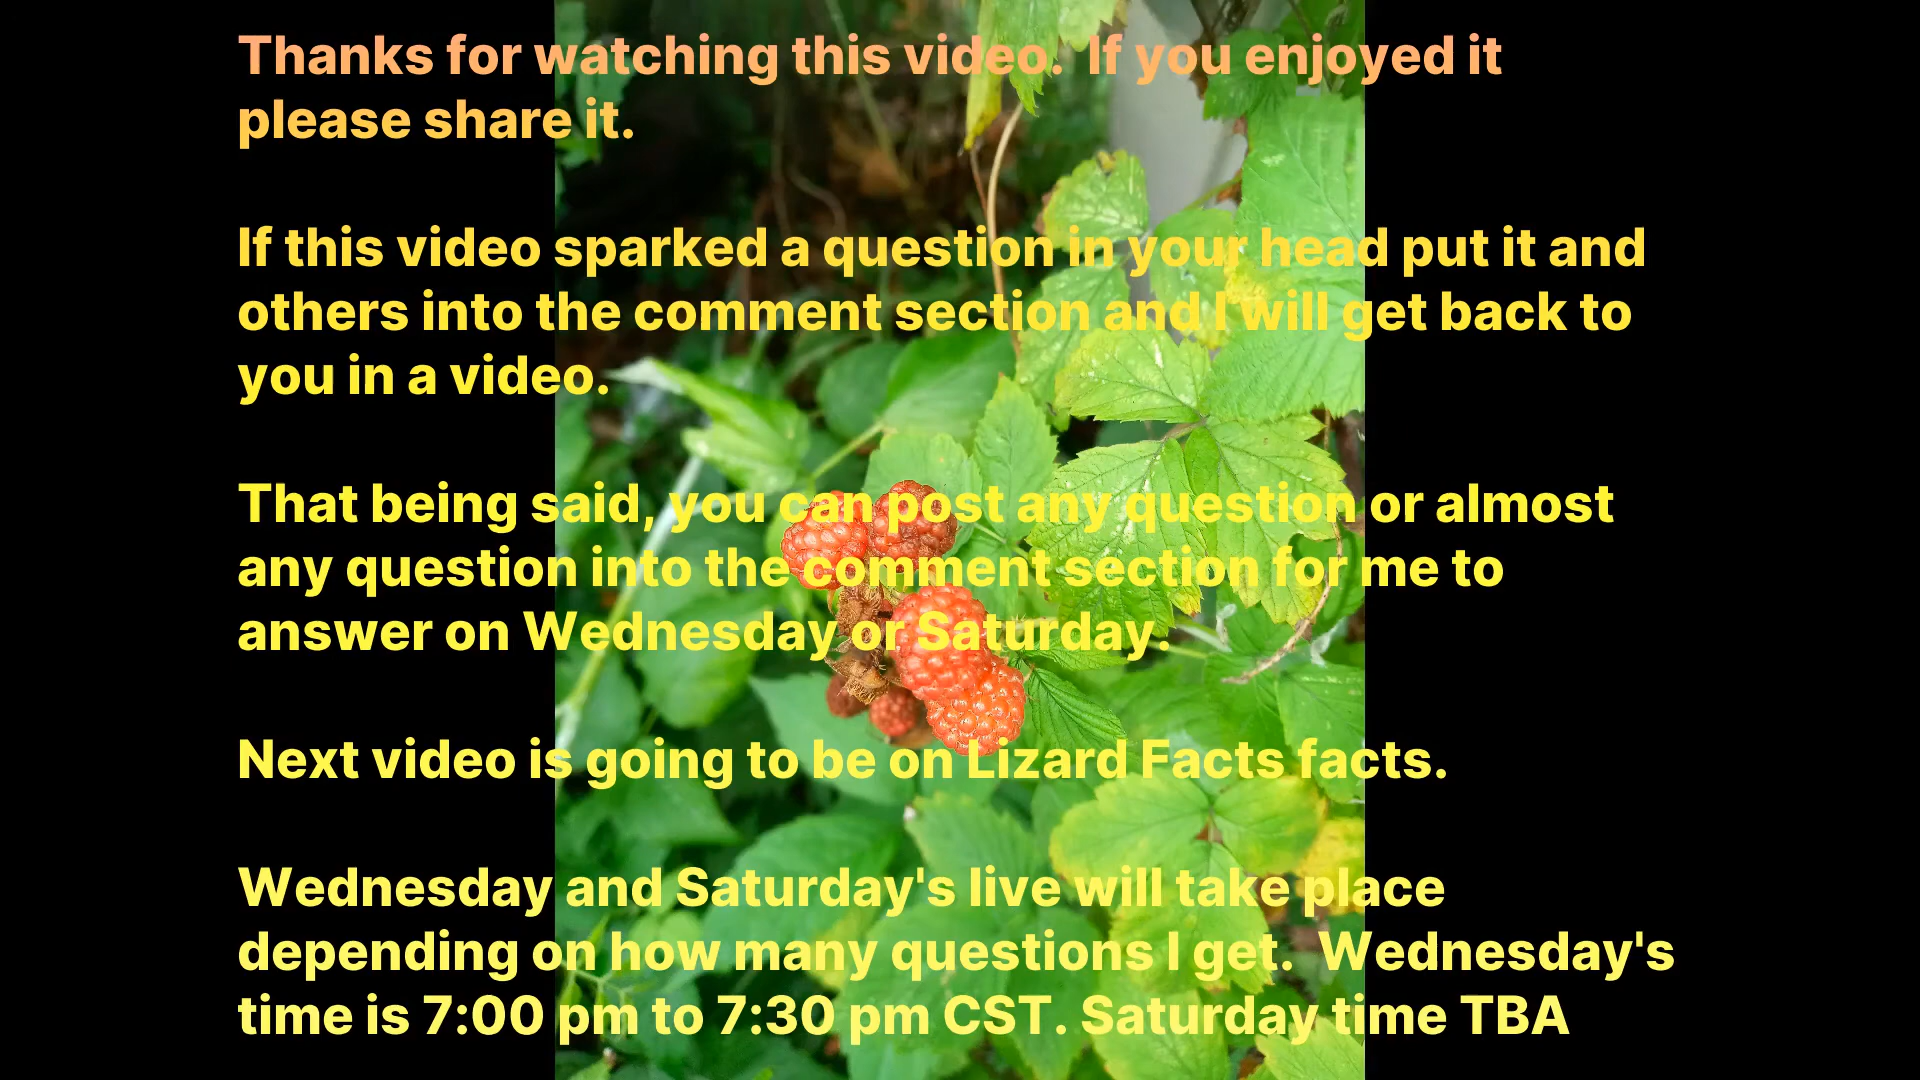 Thanks for watching this video.  If you enjoyed it
please share it.
If this video sparked a question in your head put it and
others into the comment section and I will get back to
you in a video.
That being said, you can post any question or almost
any question into the comment section for me to
answer on Wednesday or Saturday.
Next video is going to be on Lizard Facts facts.
Wednesday and Saturday's live will take place
depending on how many questions I get.  Wednesday's
time is 7:00 pm to 7:30 pm CST. Saturday time TBA